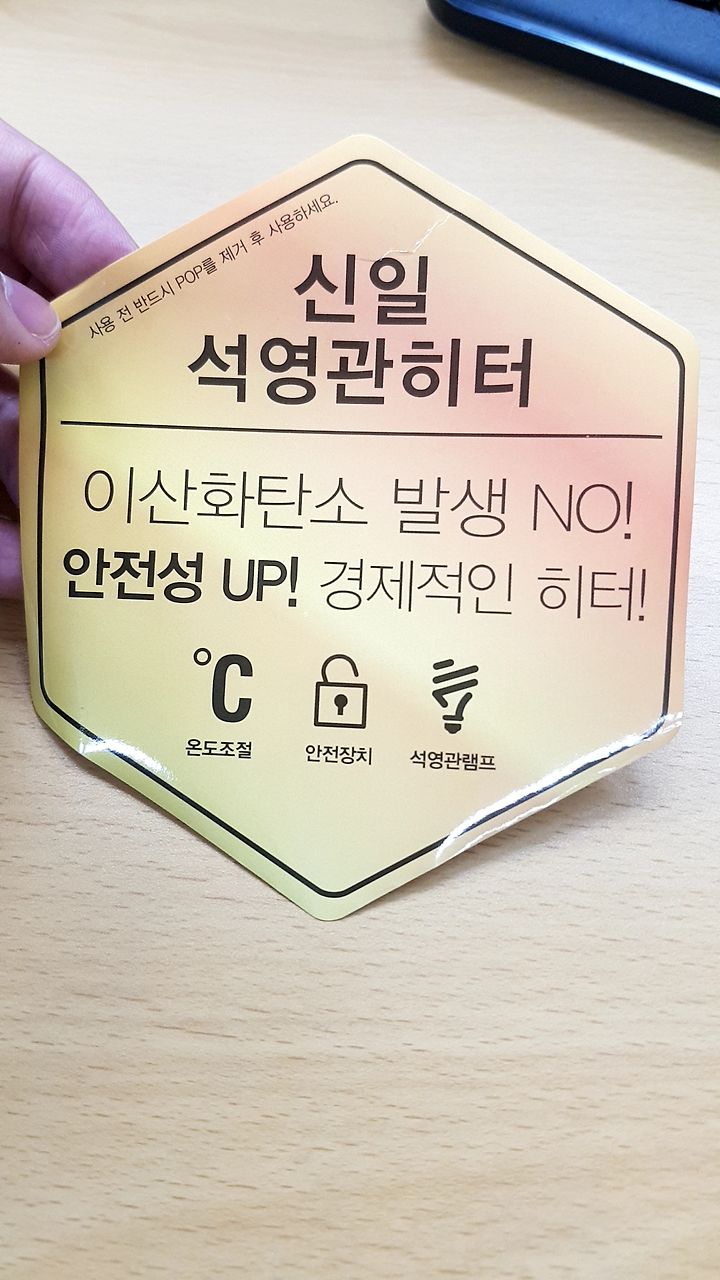 사용 전 반드시 POP를 제거 후 사용하세요.
신일
석영관히터
이산화탄소 발생 NO!
안전성 UP! 경제적인 히터!
℃
온도조절 안전장치 석영관램프